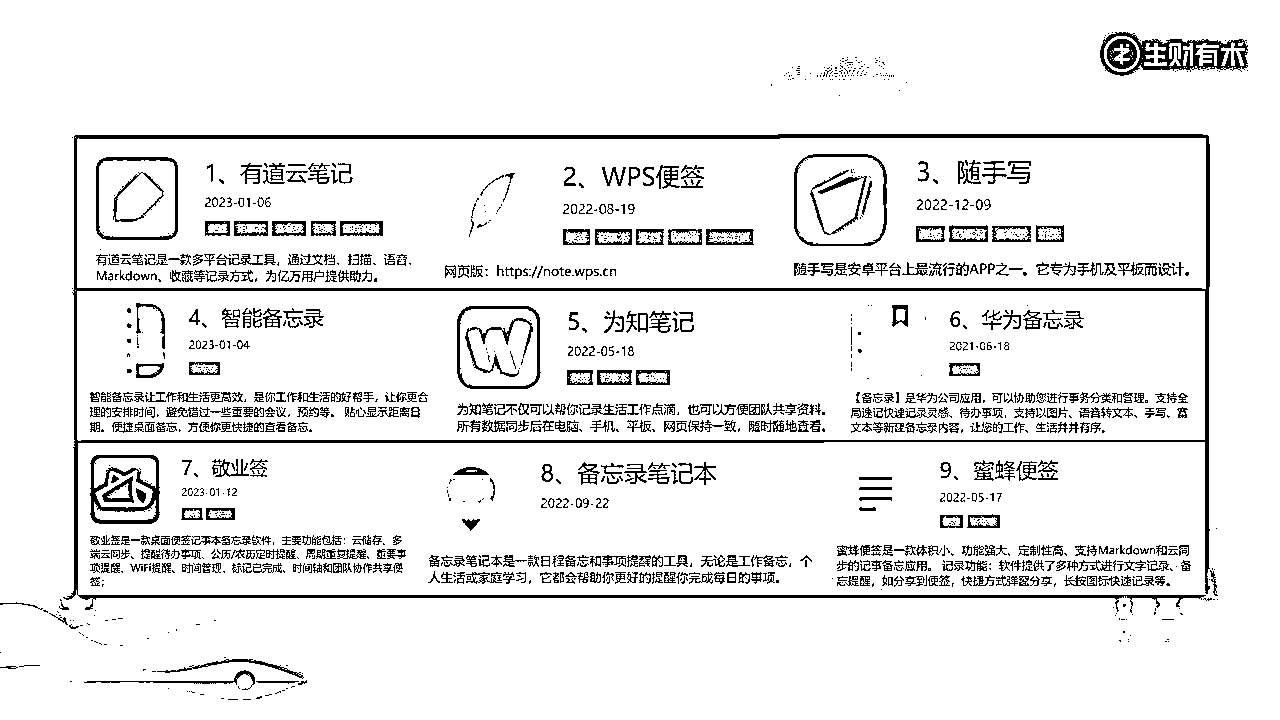 生财有术
1、有道云笔记
2023-01-06
有道云笔记是一款多平台记录工具，通过文档、扫描、语音、
Markdown、收藏等记录方式，为亿万用户提供助力。
2、WPS便签
2022-08-19
网页版：https://note.wps.cn
3、随手写
2022-12-09
随手写是安卓平台上最流行的APP之一。它专为手机及平板而设计。
4、智能备忘录
2023-01-04
智能备忘录让工作和生活更高效，是你工作和生活的好帮手，让你更合
理的安排时间，避免错过一些重要的会议，预约等。 贴心显示距离日
期。便捷桌面备忘，方便你更快捷的查看备忘。
5、为知笔记
2022-05-18
为知笔记不仅可以帮你记录生活工作点滴，也可以方便团队共享资料。
所有数据同步后在电脑、手机、平板、网页保持一致，随时随地查看。
6、华为备忘录
2021-06-18
【备忘录】是华为公司应用，可以协助您进行事务分类和管理。支持全
局速记快速记录灵感、待办事项，支持以图片、语音转文本、手写、富
文本等新建备忘录内容，让您的工作、生活井井有序。
7、敬业签
2023-01-12
敬业签是一款桌面便签记事本备忘录软件，主要功能包括：云储存、多
端云同步、提醒待办事项、公历/农历定时提醒、周期重复提醒、重要事
项提醒、WiFi提醒、时间管理、标记已完成、时间轴和团队协作共享便
签；
8、备忘录笔记本
2022-09-22
备忘录笔记本是一款日程备忘和事项提醒的工具，无论是工作备忘，个
人生活或家庭学习，它都会帮助你更好的提醒你完成每日的事项。
9、蜜蜂便签
2022-05-17
蜜蜂便签是一款体积小、功能强大、定制性高、支持Markdown和云同
步的记事备忘应用。 记录功能：软件提供了多种方式进行文字记录、备
忘提醒，如分享到便签，快捷方式弹窗分享，长按图标快速记录等。